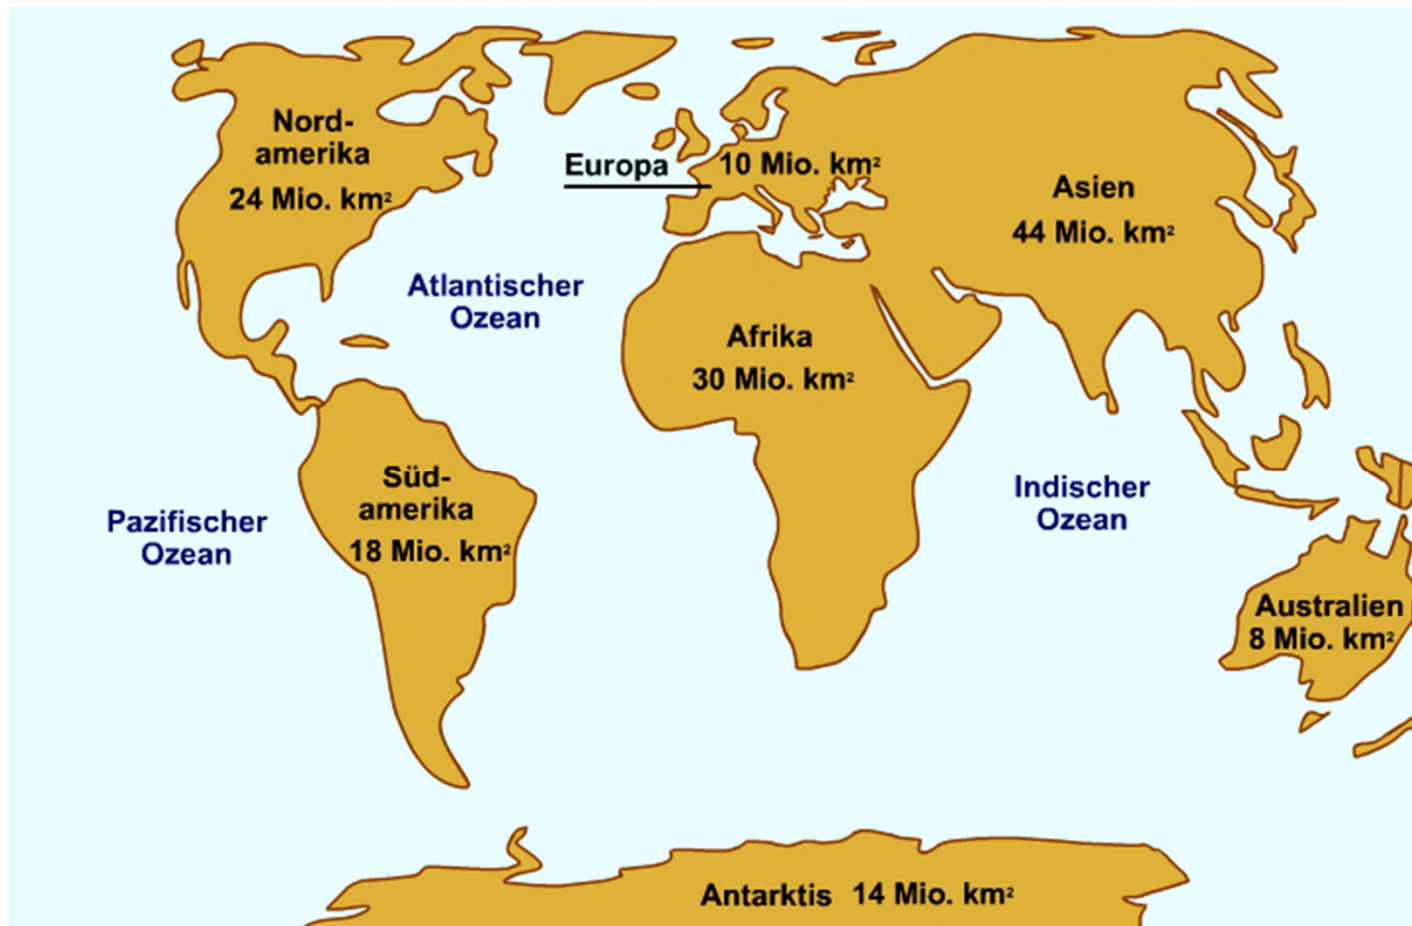 Nord-
amerika
24 Mio. km²
Europa
10 Mio. km²
Asien
44 Mio. km²
Atlantischer
Ozean
Afrika
30 Mio. km²
Süd-
amerika
18 Mio. km²
Pazifischer
Ozean
Indischer
Ozean
Australien
8 Mio. km²
Antarktis 14 Mio. km²